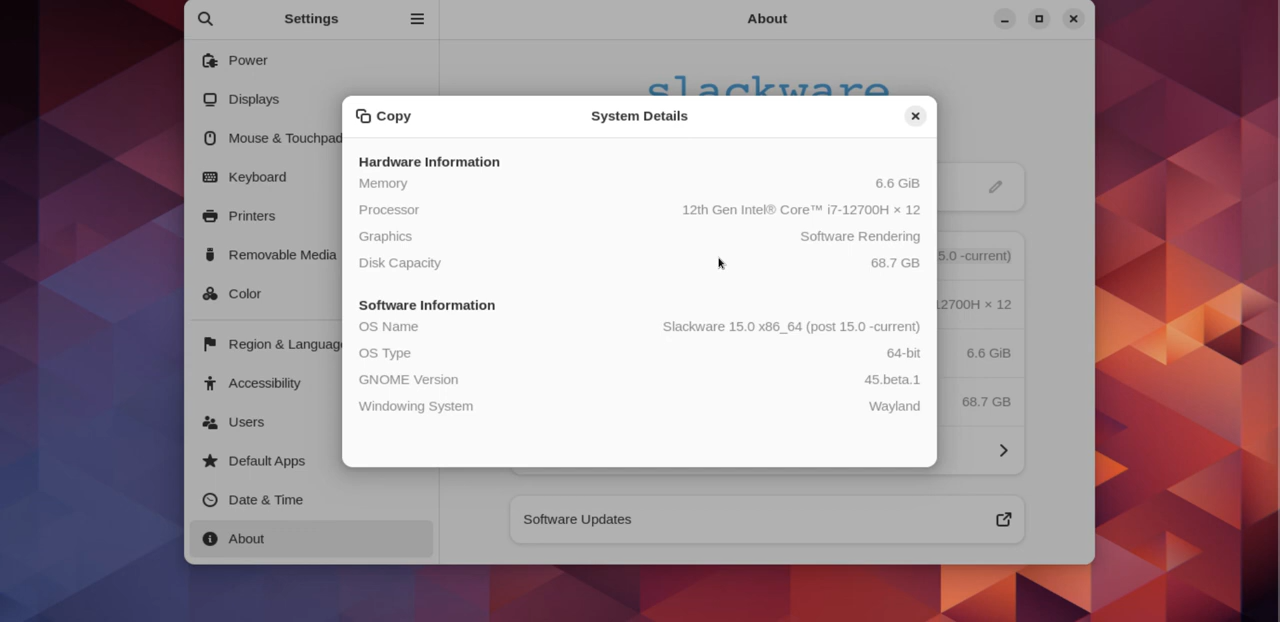 Settings
About
Power
Displays
Mouse & Touchpad
Keyboard
Printers
Removable Media
Color
Region & Language
Accessibility
Users
Default Apps
Date & Time
About
slackware
Copy
System Details
Hardware Information
Memory 6.6 GiB
Processor 12th Gen Intel® Core™ i7-12700H × 12
Graphics Software Rendering
Disk Capacity 68.7 GB
Software Information
OS Name Slackware 15.0 x86_64 (post 15.0 -current)
OS Type 64-bit
GNOME Version 45.beta.1
Windowing System Wayland
5.0 -current)
12700H × 12
6.6 GiB
68.7 GB
Software Updates